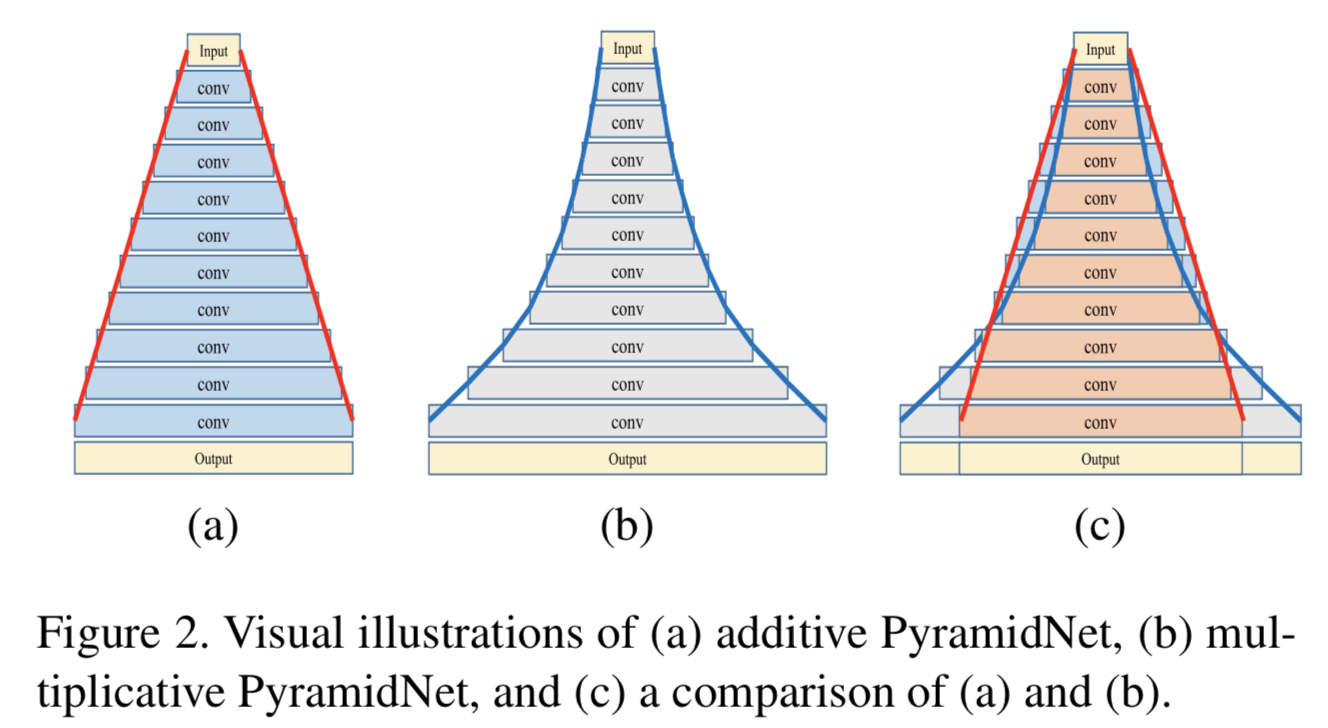 Input
conv
conv
conv
conv
conv
conv
conv
conv
conv
conv
Output
(a)
Input
conv
conv
conv
conv
conv
conv
conv
conv
conv
conv
Output
(b)
Input
conv
conv
conv
conv
conv
conv
conv
conv
conv
conv
Output
(c)
Figure 2. Visual illustrations of (a) additive PyramidNet, (b) mul-
tiplicative PyramidNet, and (c) a comparison of (a) and (b).